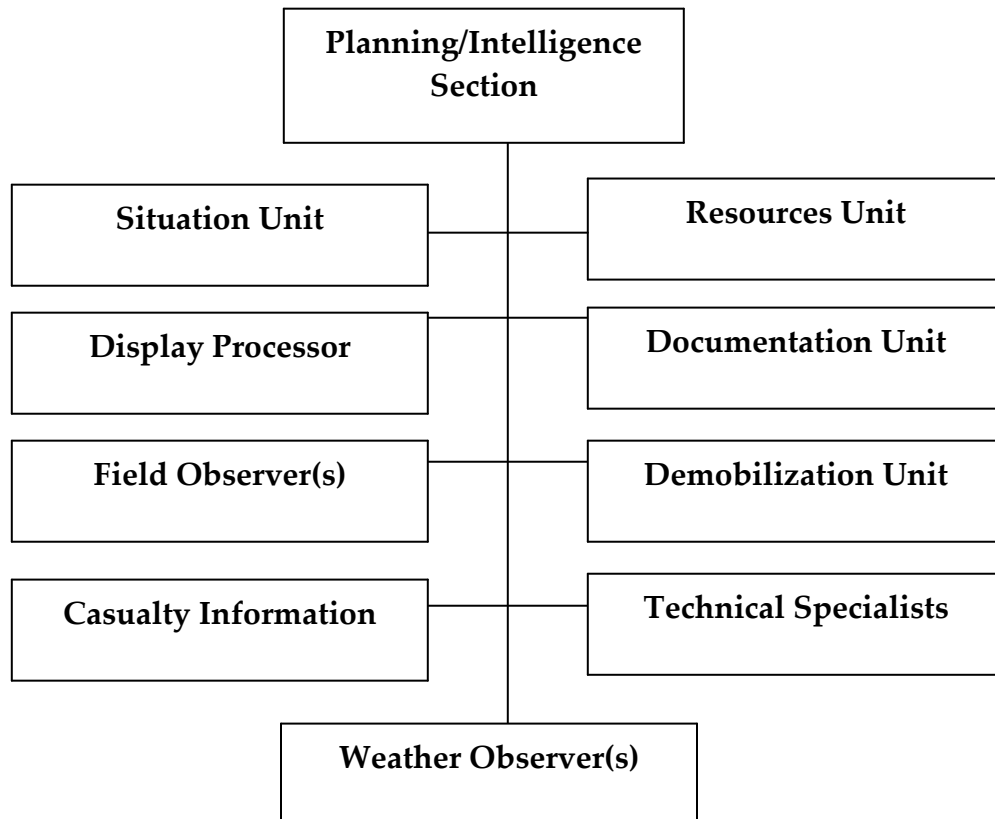 Planning/Intelligence
Section
Situation Unit
Resources Unit
Display Processor
Documentation Unit
Field Observer(s)
Demobilization Unit
Casualty Information
Technical Specialists
Weather Observer(s)